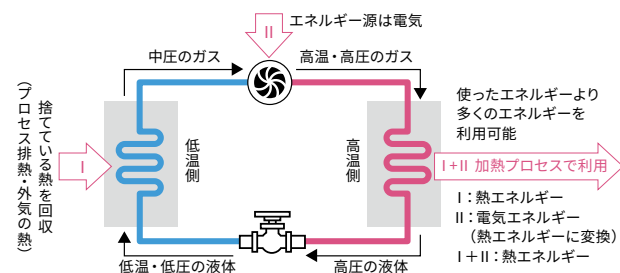 エネルギー源は電気
II
中圧のガス
高温・高圧のガス
捨てている熱を回収
(プロセス排熱・外気の熱)
I
低温側
高温側
使ったエネルギーより
多くのエネルギーを
利用可能
I+II 加熱プロセスで利用
I：熱エネルギー
II：電気エネルギー
（熱エネルギーに変換）
I+II：熱エネルギー
低温・低圧の液体
高圧の液体